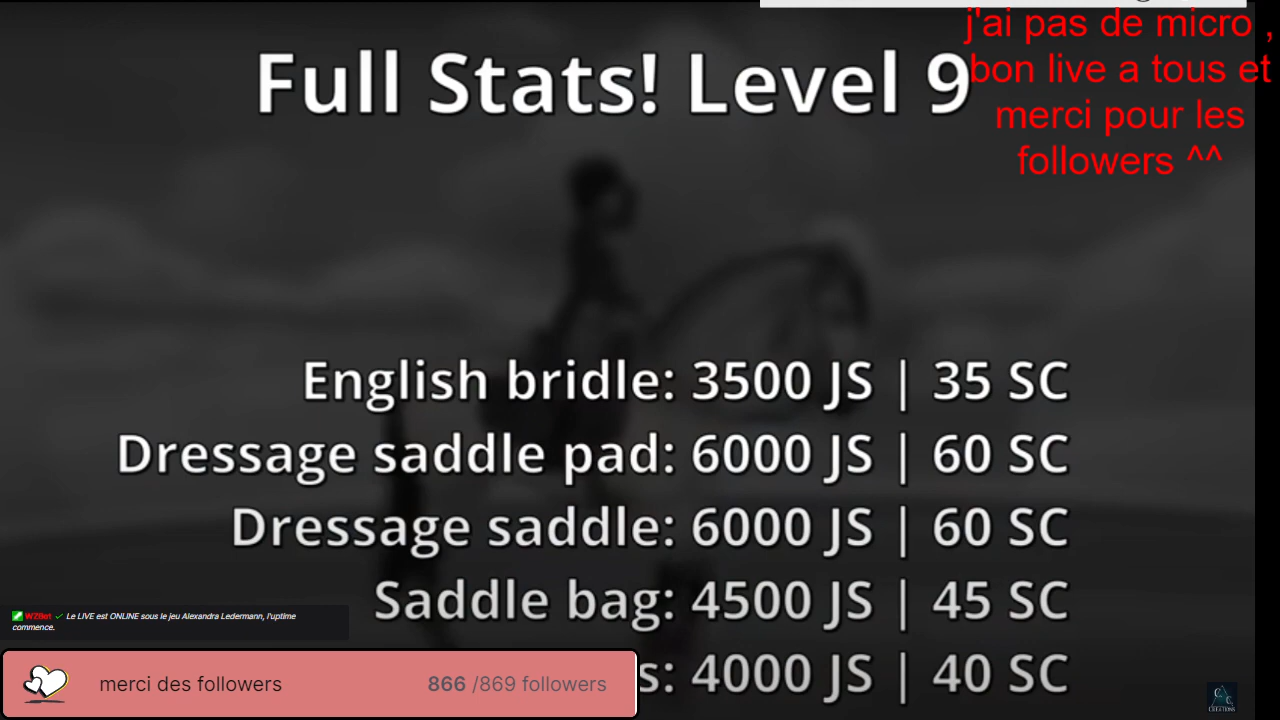 j'ai pas de micro ,
bon live a tous et
merci pour les
followers ^^
Full Stats! Level 9
English bridle: 3500 JS | 35 SC
Dressage saddle pad: 6000 JS | 60 SC
Dressage saddle: 6000 JS | 60 SC
Saddle bag: 4500 JS | 45 SC
s: 4000 JS | 40 SC
WZBot ✓ Le LIVE est ONLINE sous le jeu Alexandra Ledermann, l'uptime
commence.
merci des followers 866 /869 followers